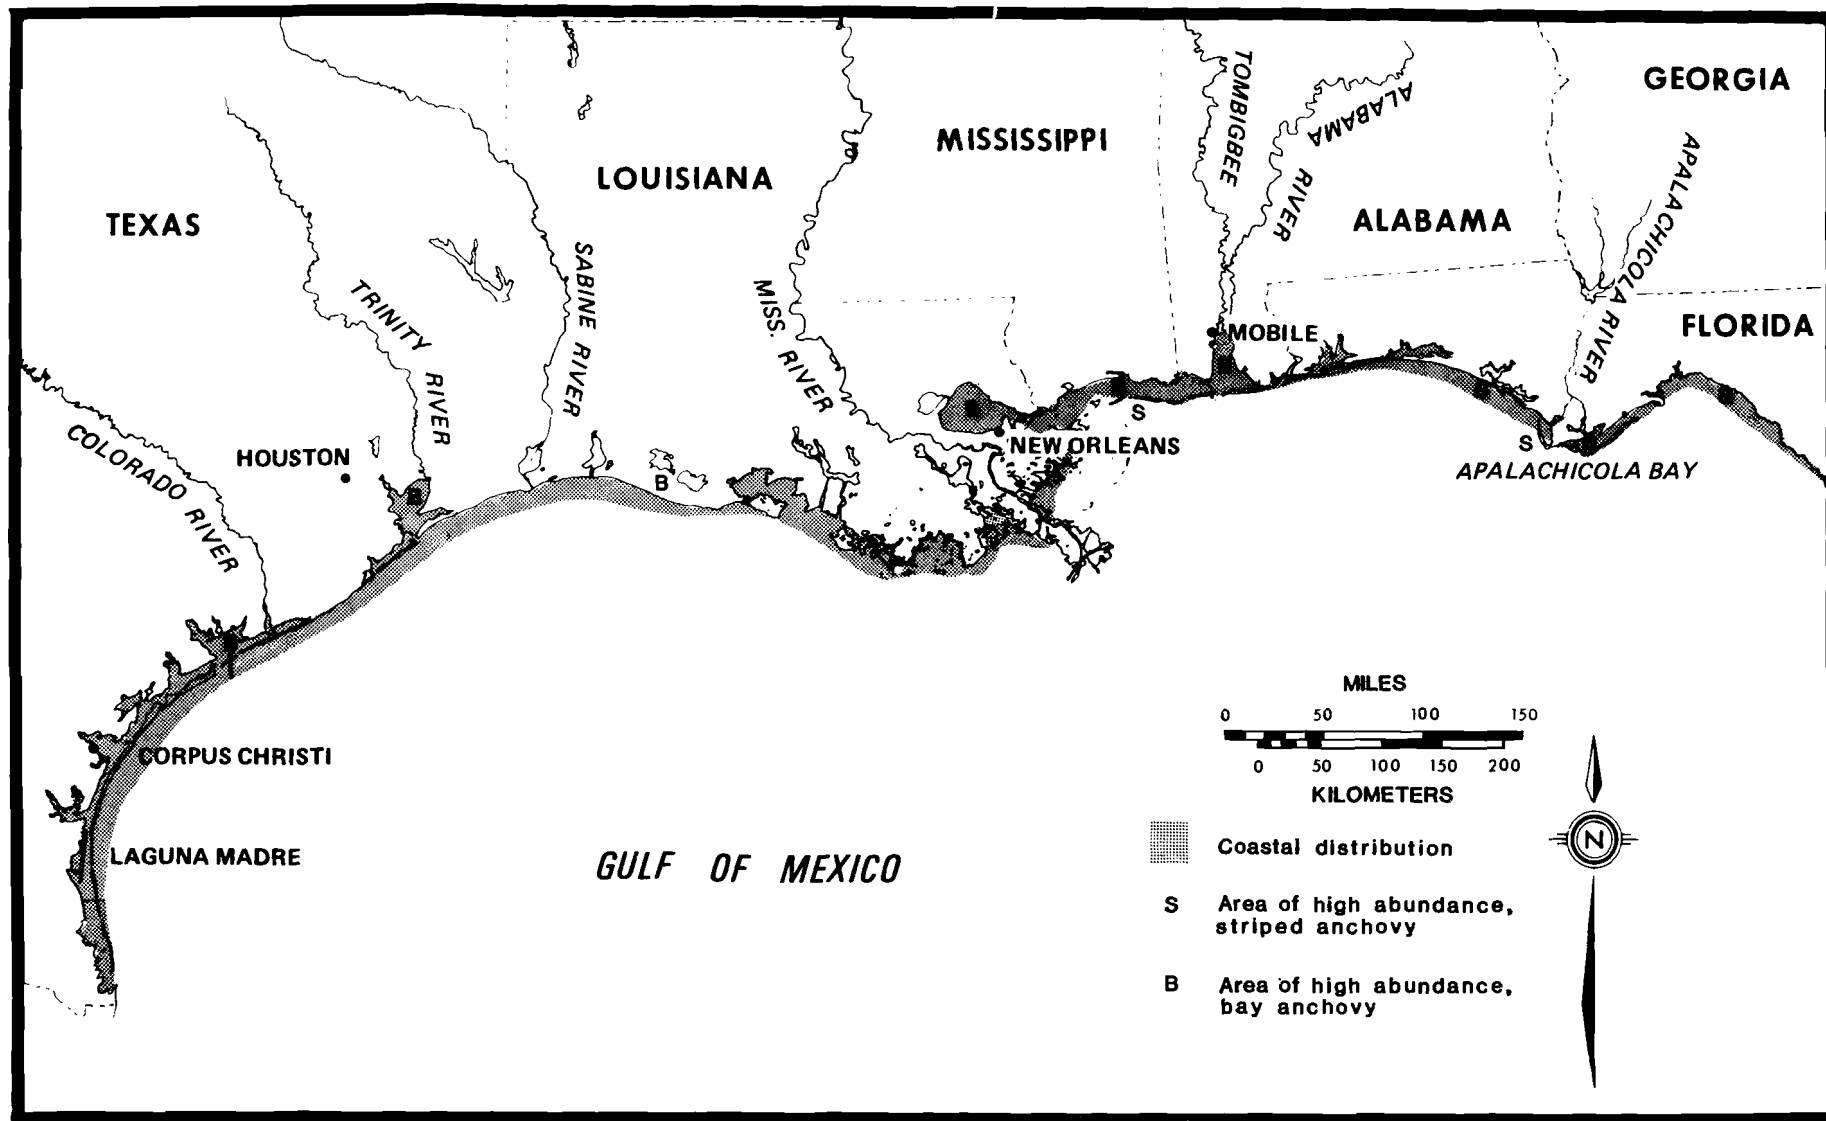 GEORGIA
MISSISSIPPI
LOUISIANA
TEXAS
ALABAMA
FLORIDA
TOMBIGBEE
ALABAMA
RIVER
APALACHICOLA
RIVER
SABINE RIVER
TRINITY
RIVER
MISS. RIVER
COLORADO RIVER
MOBILE
HOUSTON
NEW ORLEANS
APALACHICOLA BAY
S
S
B
B
B
B
B
CORPUS CHRISTI
LAGUNA MADRE
GULF OF MEXICO
MILES
0 50 100 150
0 50 100 150 200
KILOMETERS
N
Coastal distribution
S Area of high abundance,
striped anchovy
B Area of high abundance,
bay anchovy